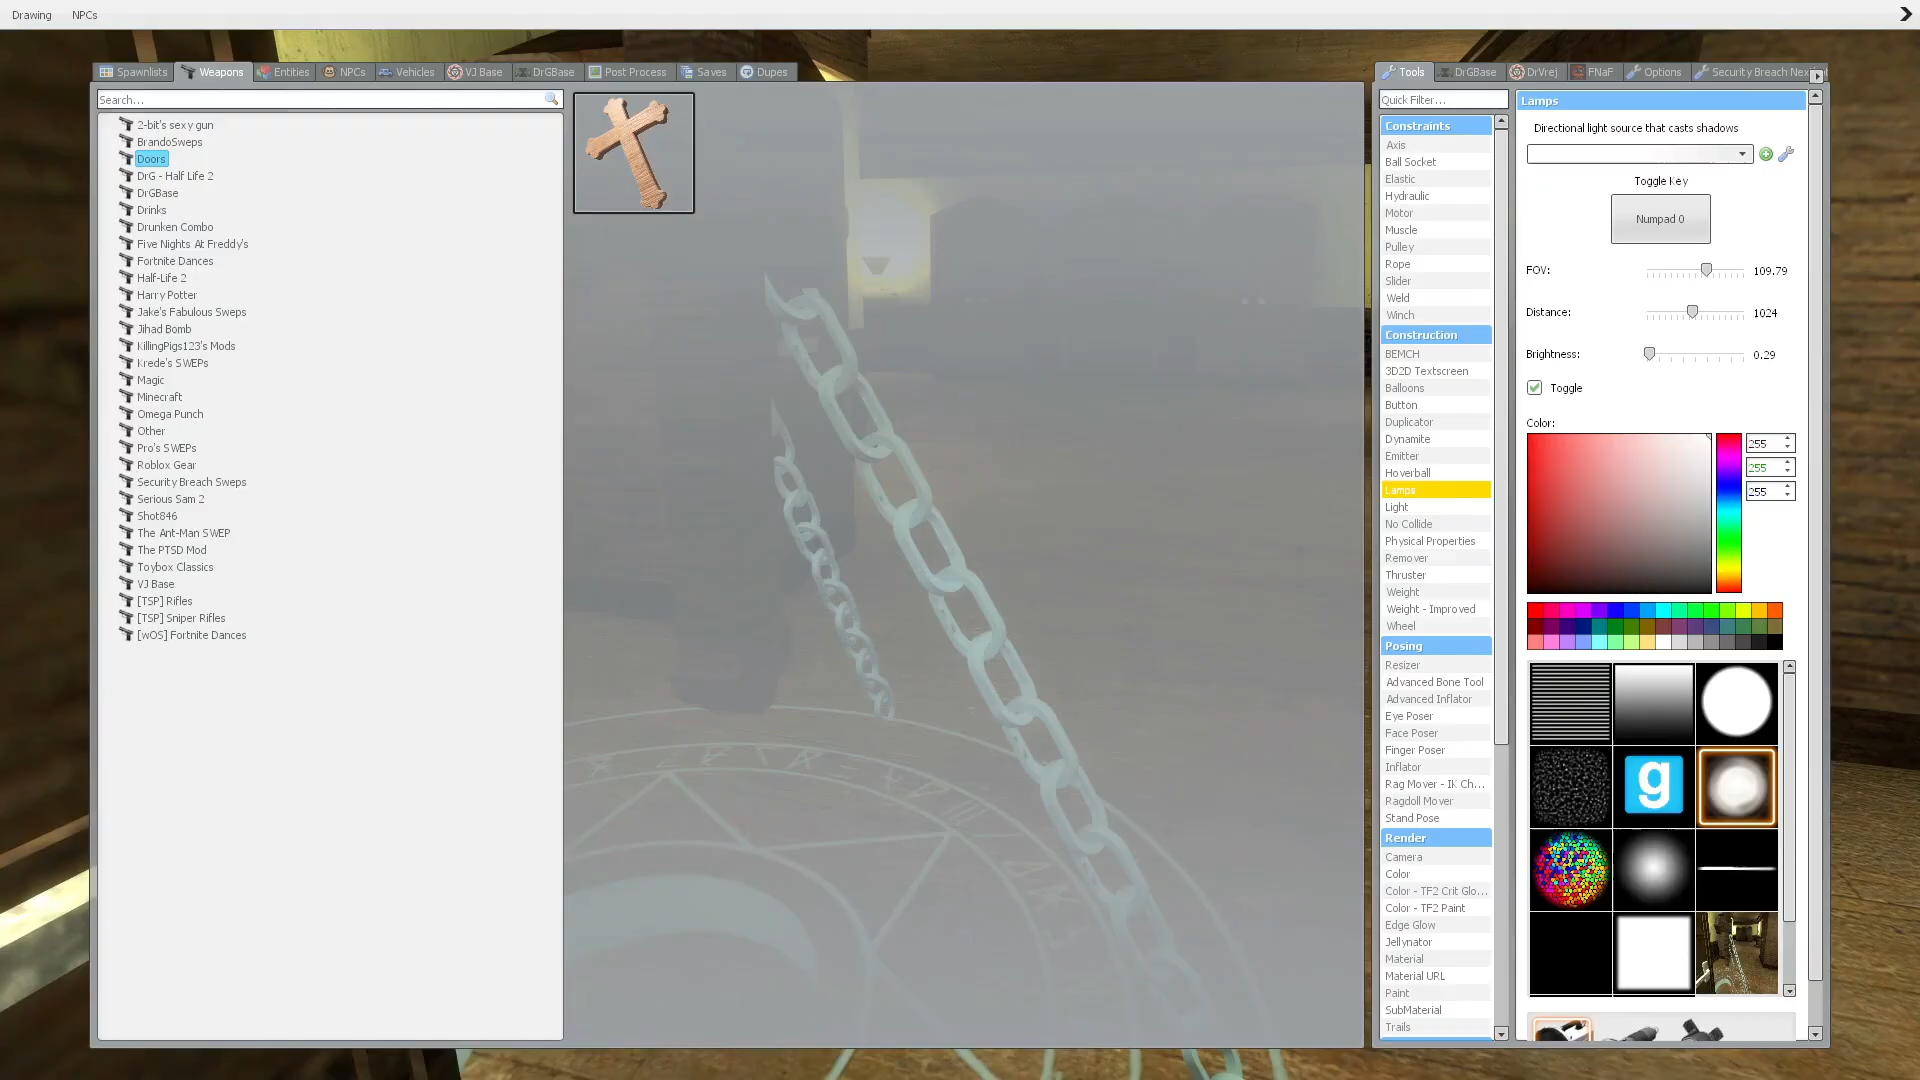 Drawing NPCs
Spawnlists Weapons Entities NPCs Vehicles VJ Base DrGBase Post Process Saves Dupes
Search...
2-bit's sexy gun
BrandoSweps
Doors
DrG - Half Life 2
DrGBase
Drinks
Drunken Combo
Five Nights At Freddy's
Fortnite Dances
Half-Life 2
Harry Potter
Jake's Fabulous Sweps
Jihad Bomb
KillingPigs123's Mods
Krede's SWEPs
Magic
Minecraft
Omega Punch
Other
Pro's SWEPs
Roblox Gear
Security Breach Sweps
Serious Sam 2
Shot846
The Ant-Man SWEP
The PTSD Mod
Toybox Classics
VJ Base
[TSP] Rifles
[TSP] Sniper Rifles
[wOS] Fortnite Dances
Tools DrGBase DrVrej FNaF Options Security Breach
Quick Filter...
Constraints
Axis
Ball Socket
Elastic
Hydraulic
Motor
Muscle
Pulley
Rope
Slider
Weld
Winch
Construction
BEMCH
3D2D Textscreen
Balloons
Button
Duplicator
Dynamite
Emitter
Hoverball
Lamps
Light
No Collide
Physical Properties
Remover
Thruster
Weight
Weight - Improved
Wheel
Posing
Resizer
Advanced Bone Tool
Advanced Inflator
Eye Poser
Face Poser
Finger Poser
Inflator
Rag Mover - IK Ch...
Ragdoll Mover
Stand Pose
Render
Camera
Color
Color - TF2 Crit Glo...
Color - TF2 Paint
Edge Glow
Jellynator
Material
Material URL
Paint
SubMaterial
Trails
Lamps
Directional light source that casts shadows
Toggle Key
Numpad 0
FOV: 109.79
Distance: 1024
Brightness: 0.29
Toggle
Color:
255
255
255
g